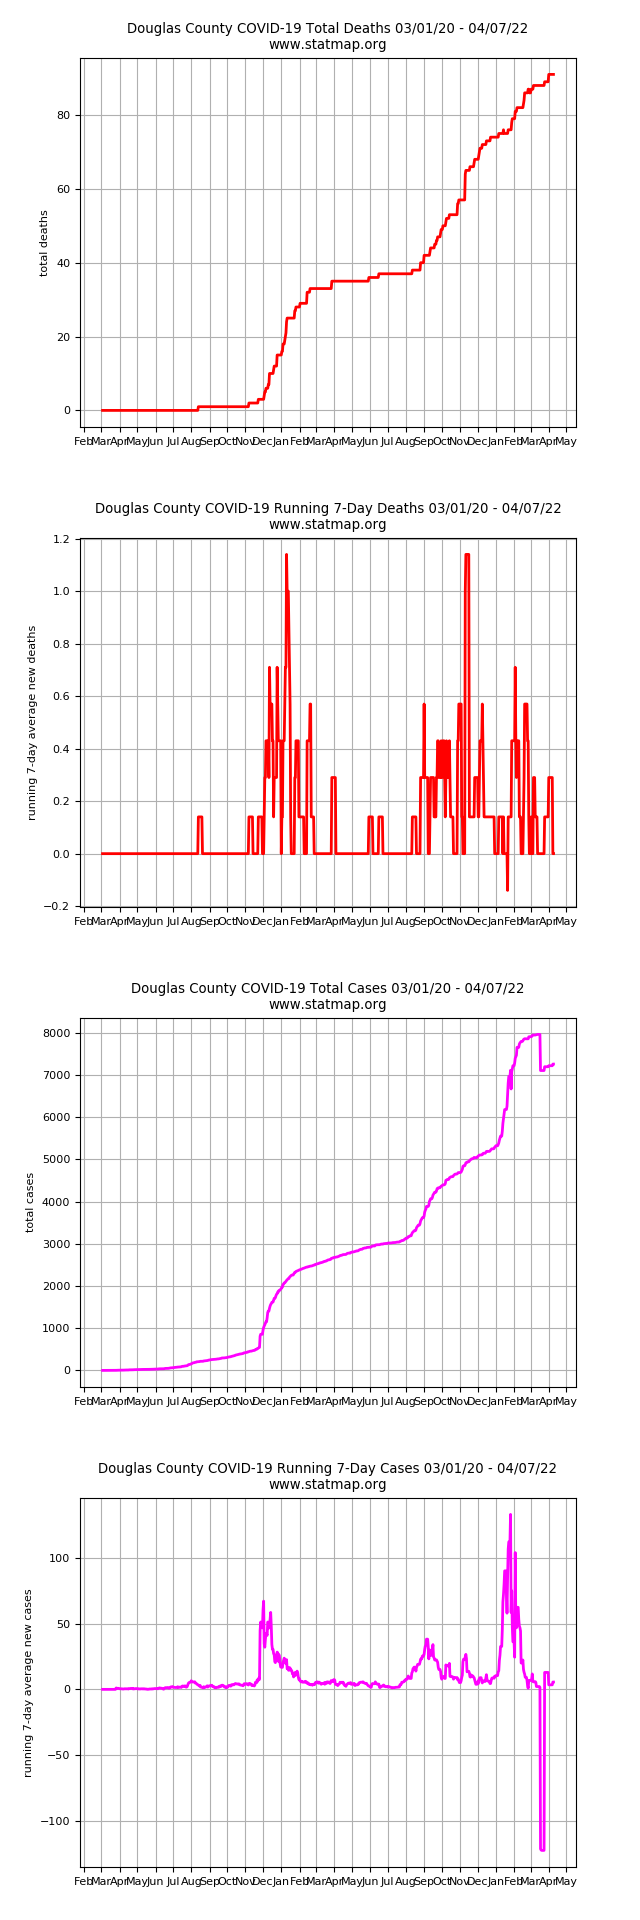 Douglas County COVID-19 Total Deaths 03/01/20 - 04/07/22
www.statmap.org
total deaths
80
60
40
20
0
Feb Mar Apr May Jun Jul Aug Sep Oct Nov Dec Jan Feb Mar Apr May Jun Jul Aug Sep Oct Nov Dec Jan Feb Mar Apr May
Douglas County COVID-19 Running 7-Day Deaths 03/01/20 - 04/07/22
www.statmap.org
running 7-day average new deaths
1.2
1.0
0.8
0.6
0.4
0.2
0.0
−0.2
Feb Mar Apr May Jun Jul Aug Sep Oct Nov Dec Jan Feb Mar Apr May Jun Jul Aug Sep Oct Nov Dec Jan Feb Mar Apr May
Douglas County COVID-19 Total Cases 03/01/20 - 04/07/22
www.statmap.org
total cases
8000
7000
6000
5000
4000
3000
2000
1000
0
Feb Mar Apr May Jun Jul Aug Sep Oct Nov Dec Jan Feb Mar Apr May Jun Jul Aug Sep Oct Nov Dec Jan Feb Mar Apr May
Douglas County COVID-19 Running 7-Day Cases 03/01/20 - 04/07/22
www.statmap.org
running 7-day average new cases
100
50
0
−50
−100
Feb Mar Apr May Jun Jul Aug Sep Oct Nov Dec Jan Feb Mar Apr May Jun Jul Aug Sep Oct Nov Dec Jan Feb Mar Apr May